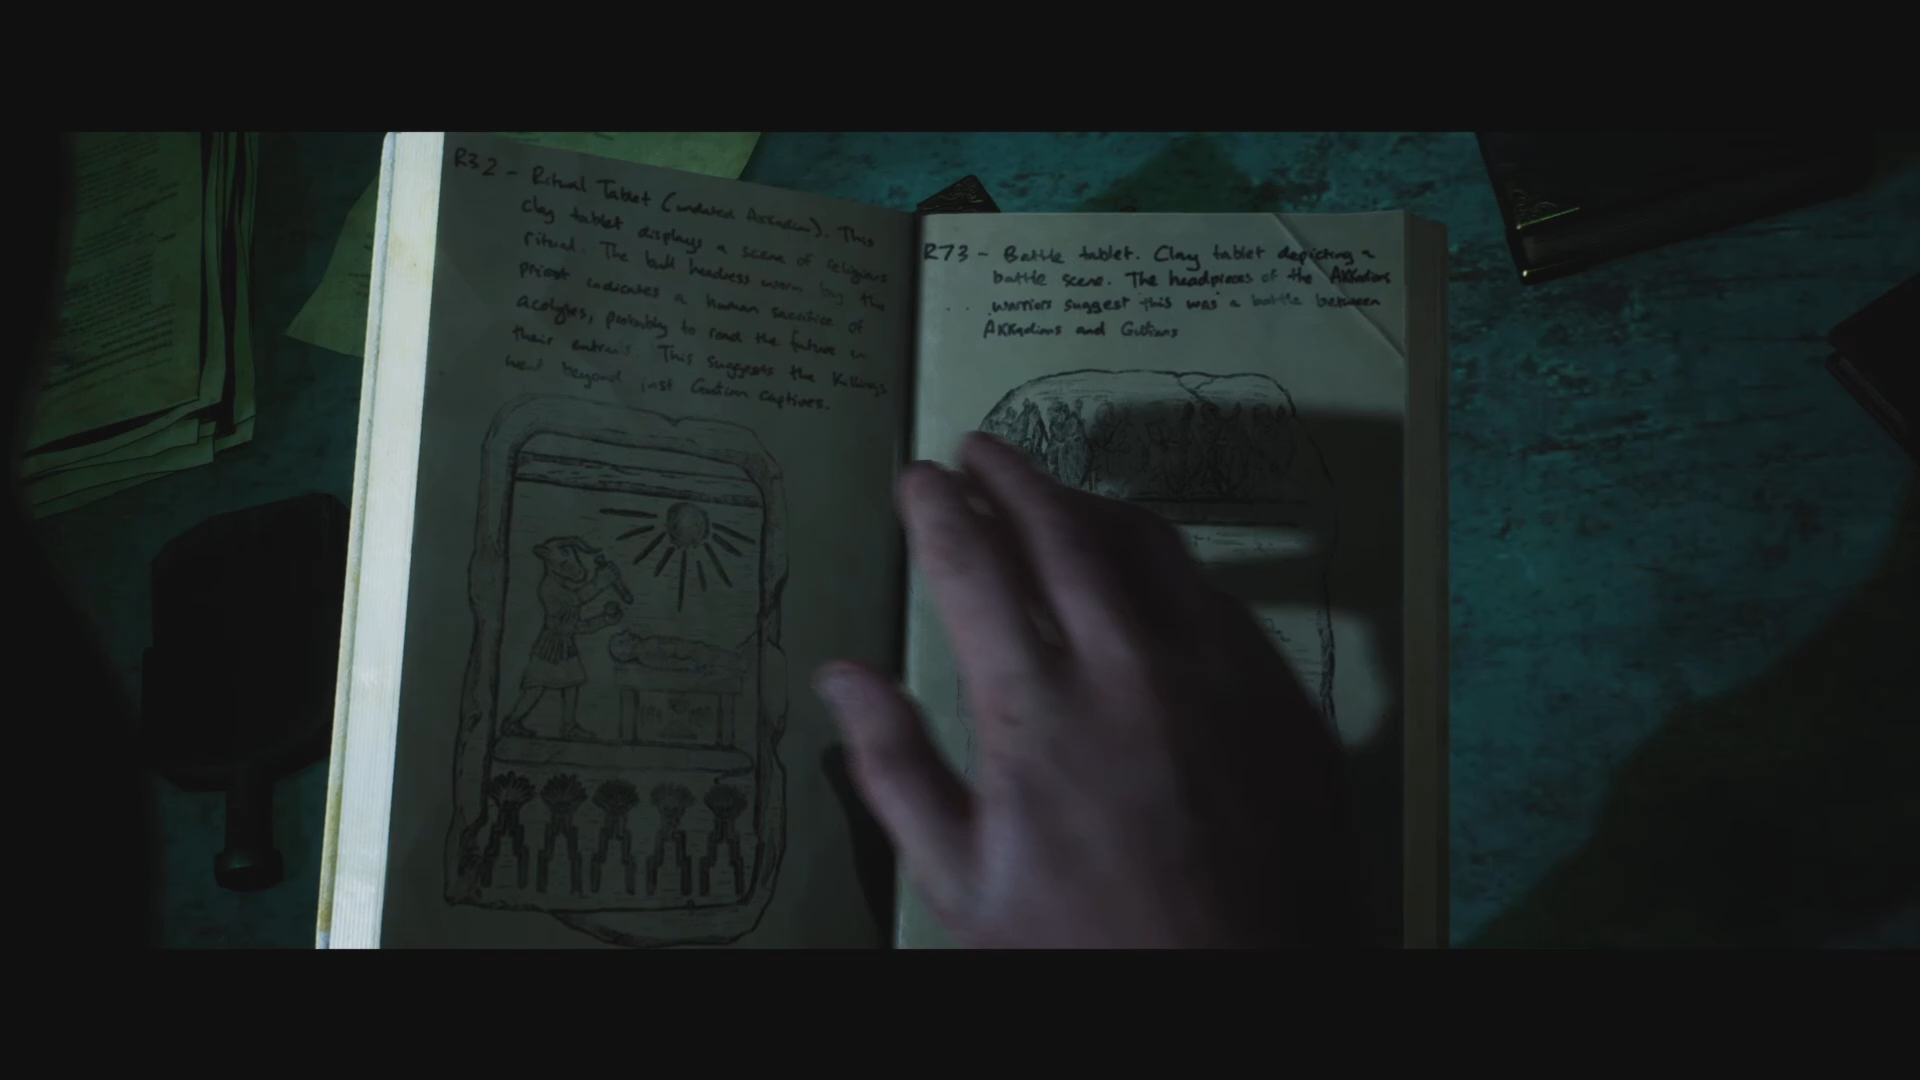 R32 - Ritual Tablet (undated Akkadian). This
clay tablet displays a scene of religious
ritual. The bull headress worn by the
priest indicates a human sacrifice of
acolytes, probably to read the future in
their entrails. This suggests the killings
went beyond just Gutian captives.
R73 - Battle tablet. Clay tablet depicting a
battle scene. The headpieces of the Akkadians
warriors suggest this was a battle between
Akkadians and Gutians